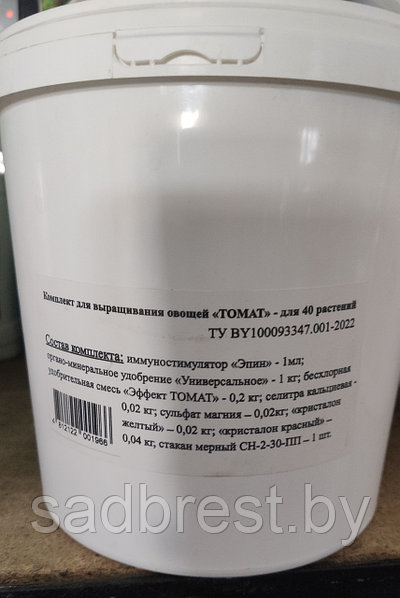 Комплект для выращивания овощей «ТОМАТ» - для 40 растений
ТУ BY100093347.001-2022
Состав комплекта: иммуностимулятор «Эпин» - 1мл;
органо-минеральное удобрение «Универсальное» - 1 кг; бесхлорная
удобрительная смесь «Эффект ТОМАТ» - 0,2 кг; селитра кальциевая -
0,02 кг; сульфат магния – 0,02кг; «кристалон
желтый» – 0,02 кг; «кристалон красный» –
0,04 кг, стакан мерный СН-2-30-ПП – 1 шт.
4 812122 001966
sadbrest.by